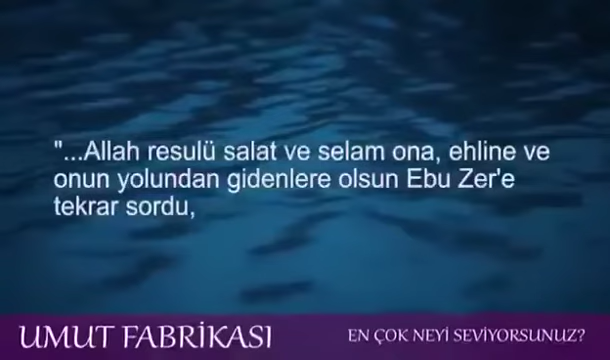 "...Allah resulü salat ve selam ona, ehline ve
onun yolundan gidenlere olsun Ebu Zer'e
tekrar sordu,
UMUT FABRİKASI
EN ÇOK NEYİ SEVİYORSUNUZ?